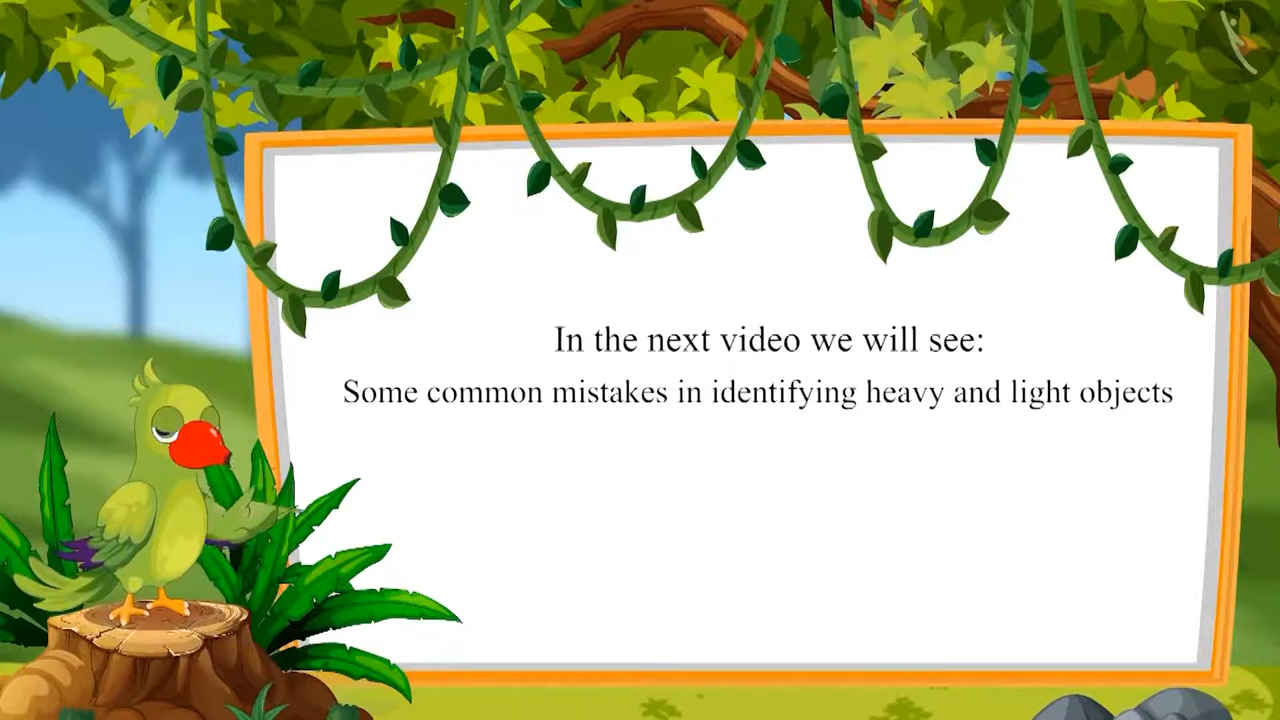 In the next video we will see:
Some common mistakes in identifying heavy and light objects